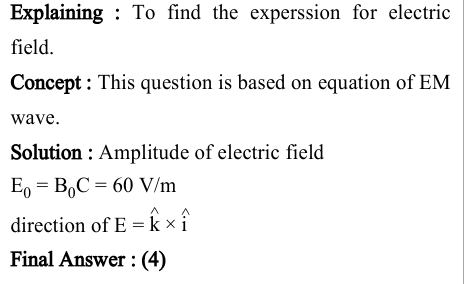 Explaining : To find the experssion for electric
field.
Concept : This question is based on equation of EM
wave.
Solution : Amplitude of electric field
E₀ = B₀C = 60 V/m
direction of E = k̂ × î
Final Answer : (4)